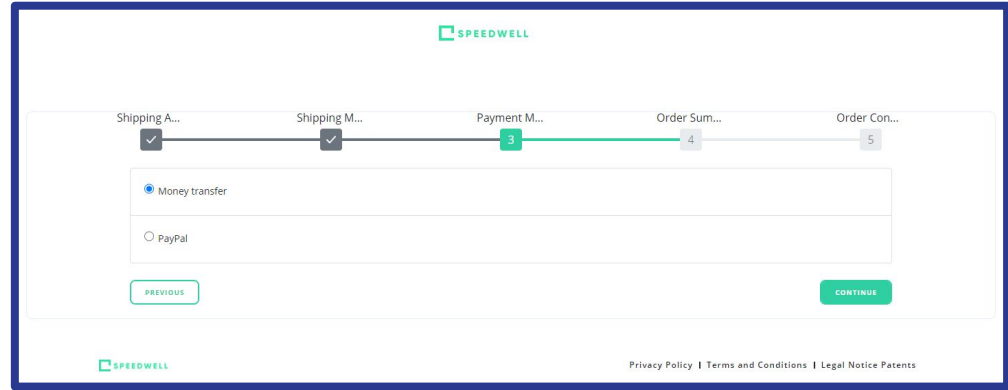 SPEEDWELL
Shipping A... Shipping M... Payment M... Order Sum... Order Con...
3 4 5
Money transfer
PayPal
PREVIOUS CONTINUE
SPEEDWELL Privacy Policy | Terms and Conditions | Legal Notice Patents